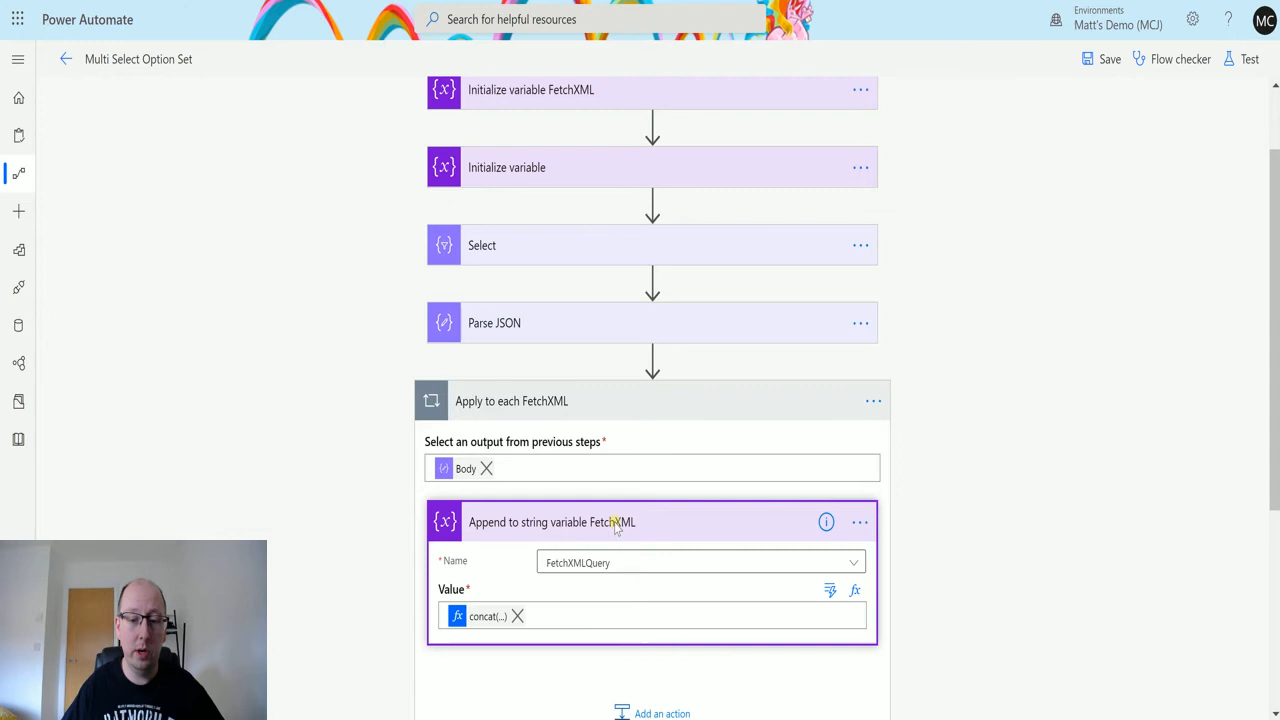 Power Automate
Search for helpful resources
Environments
Matt's Demo (MCJ)
MC
Multi Select Option Set
Save
Flow checker
Test
Initialize variable FetchXML
Initialize variable
Select
Parse JSON
Apply to each FetchXML
Select an output from previous steps*
Body
Append to string variable FetchXML
* Name
FetchXMLQuery
Value*
fx concat(...)
fx
Add an action